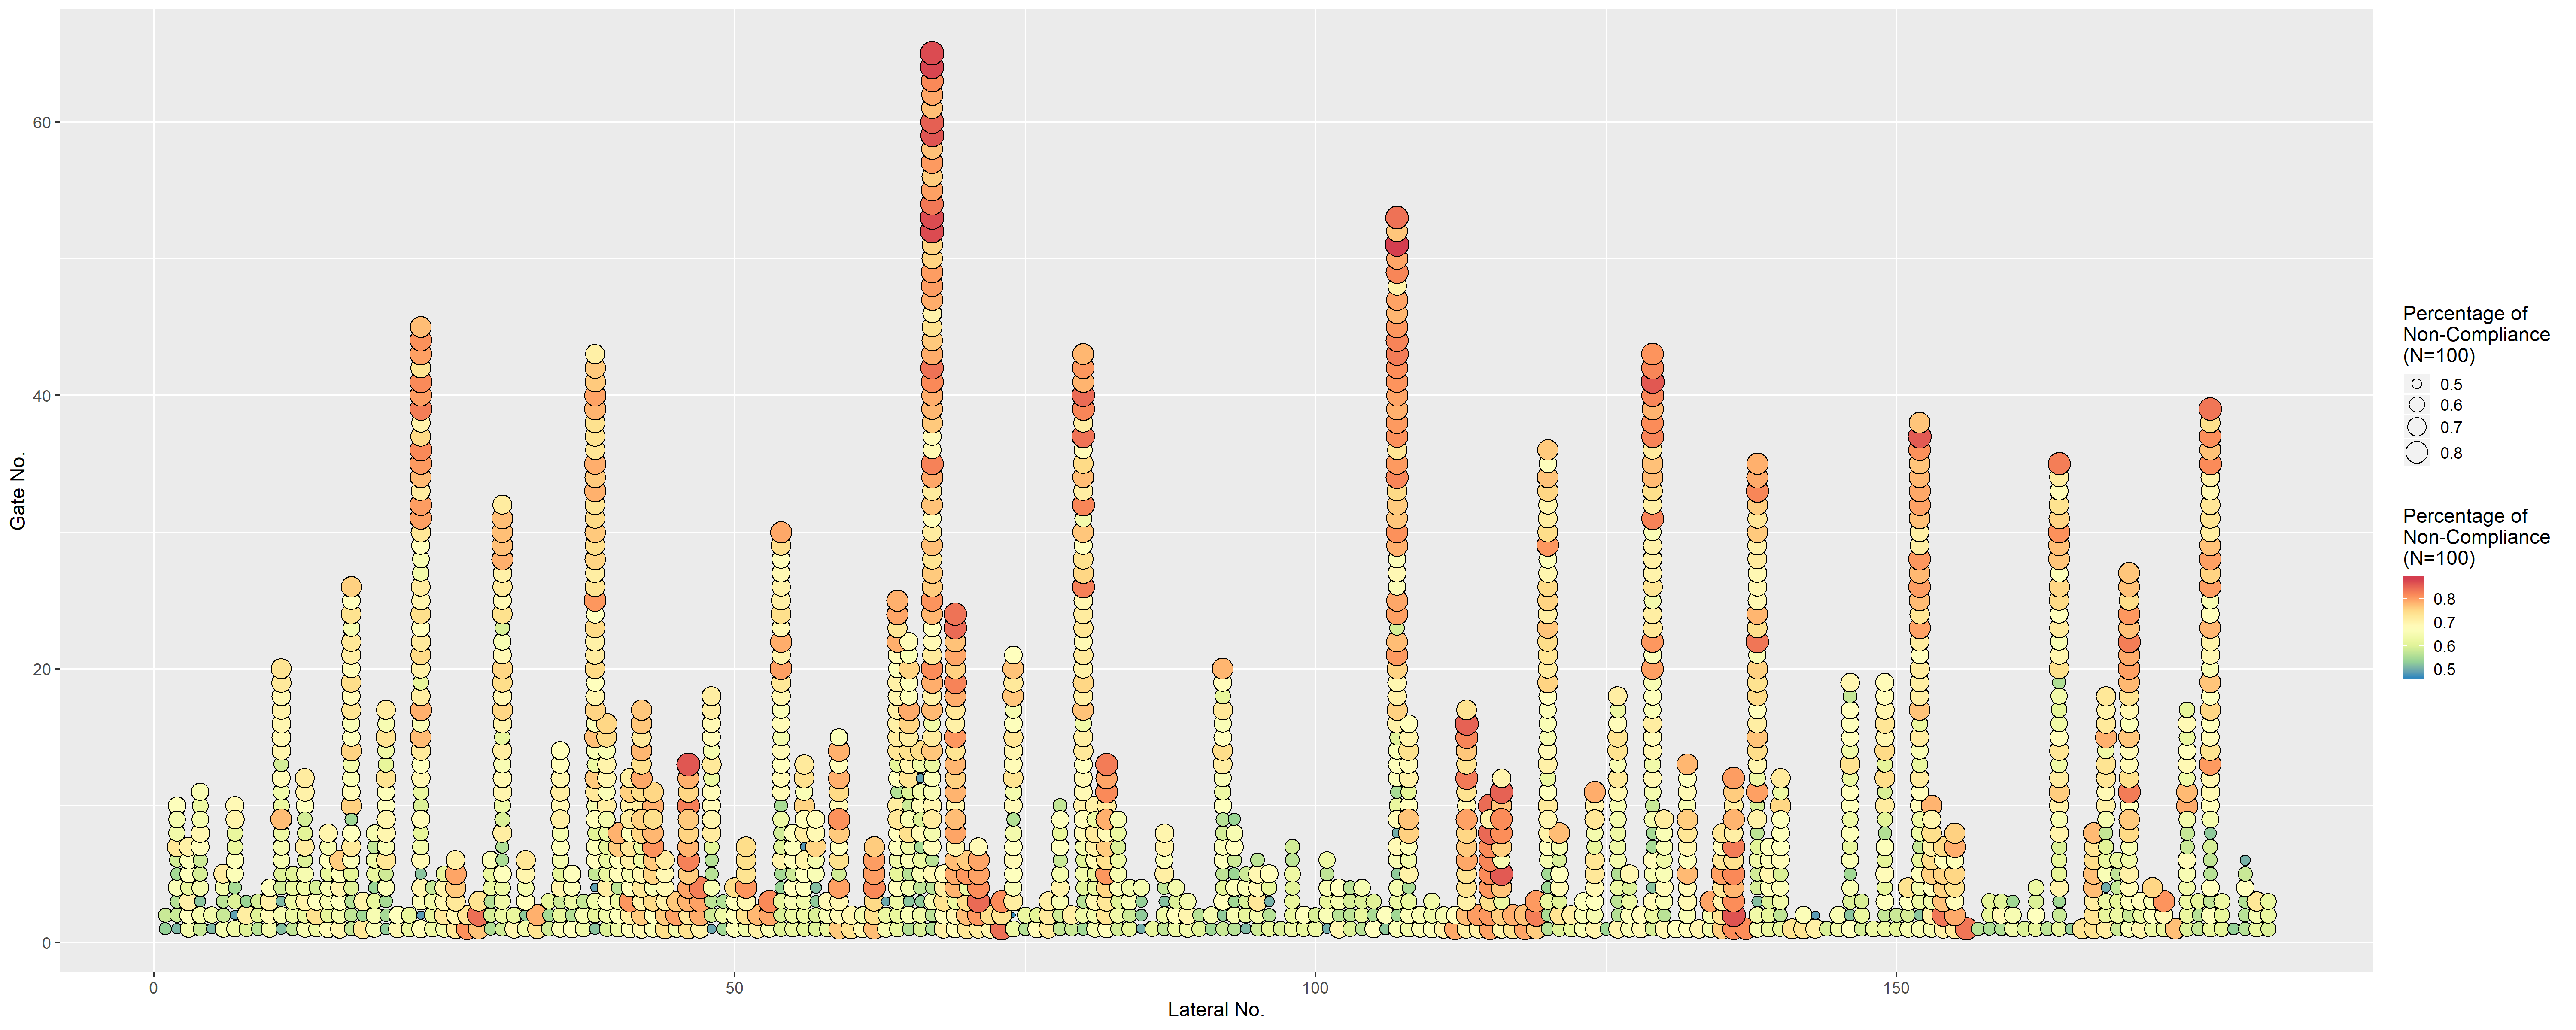 60
40
20
0
Gate No.
0
50
100
150
Lateral No.
Percentage of
Non-Compliance
(N=100)
0.5
0.6
0.7
0.8
Percentage of
Non-Compliance
(N=100)
0.8
0.7
0.6
0.5